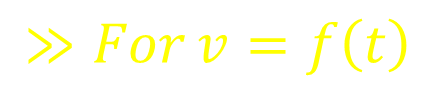 ≫ For v = f(t)